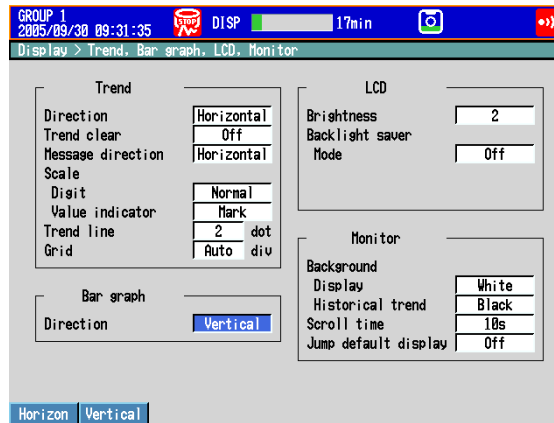 GROUP 1
2005/09/30 09:31:35
STOP
DISP
17min
Display > Trend, Bar graph, LCD, Monitor
Trend
Direction Horizontal
Trend clear Off
Message direction Horizontal
Scale
Digit Normal
Value indicator Mark
Trend line 2 dot
Grid Auto div
Bar graph
Direction Vertical
LCD
Brightness 2
Backlight saver
Mode Off
Monitor
Background
Display White
Historical trend Black
Scroll time 10s
Jump default display Off
Horizon Vertical